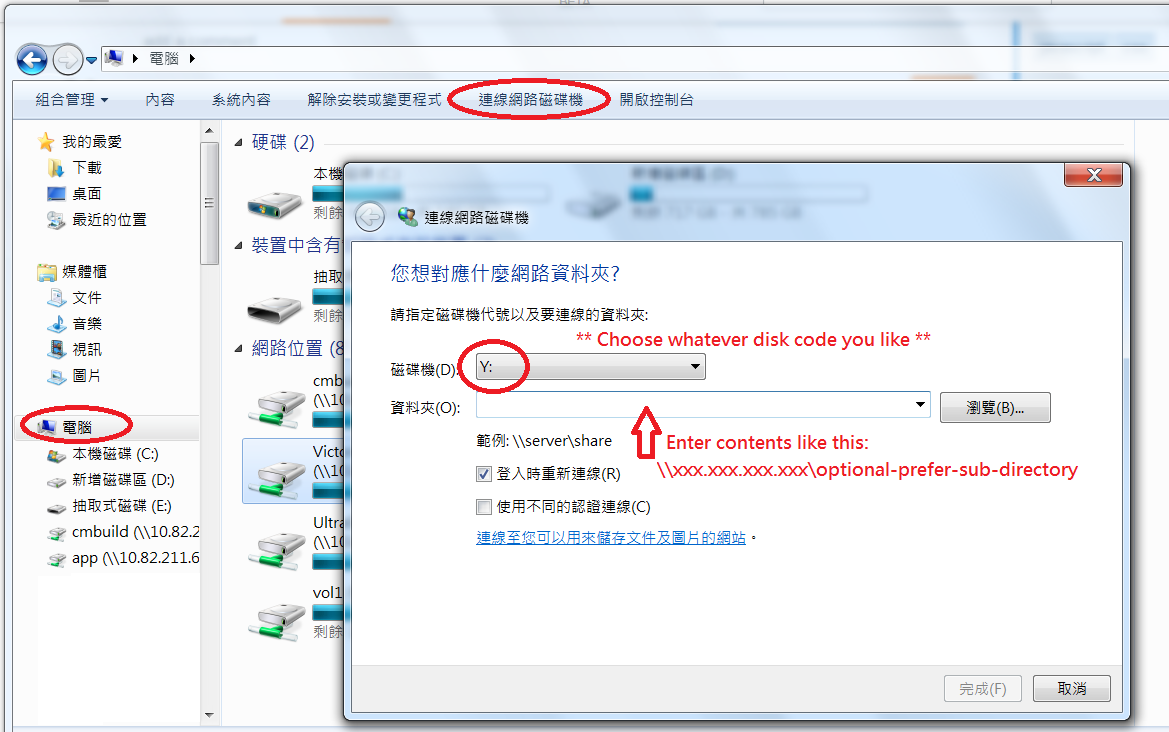 電腦
組合管理 內容 系統內容 解除安裝或變更程式 連線網路磁碟機 開啟控制台
我的最愛
下載
桌面
最近的位置
媒體櫃
文件
音樂
視訊
圖片
電腦
本機磁碟 (C:)
新增磁碟區 (D:)
抽取式磁碟 (E:)
cmbuild (\\10.82.2
app (\\10.82.211.6
硬碟 (2)
本機
剩餘
裝置中含有
抽取
剩餘
網路位置 (8
cmb
(\\10
Victo
(\\10
Ultra
(\\10
vol1
剩餘
連線網路磁碟機
您想對應什麼網路資料夾?
請指定磁碟機代號以及要連線的資料夾:
** Choose whatever disk code you like **
磁碟機(D): Y:
資料夾(O): 瀏覽(B)...
範例: \\server\share
Enter contents like this:
\\xxx.xxx.xxx.xxx\optional-prefer-sub-directory
登入時重新連線(R)
使用不同的認證連線(C)
連線至您可以用來儲存文件及圖片的網站。
完成(F) 取消